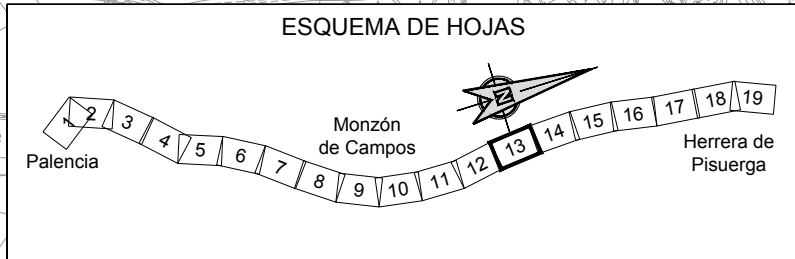 ESQUEMA DE HOJAS
N
1 2 3 4 5 6 7 8 9 10 11 12 13 14 15 16 17 18 19
Palencia
Monzón
de Campos
Herrera de
Pisuerga